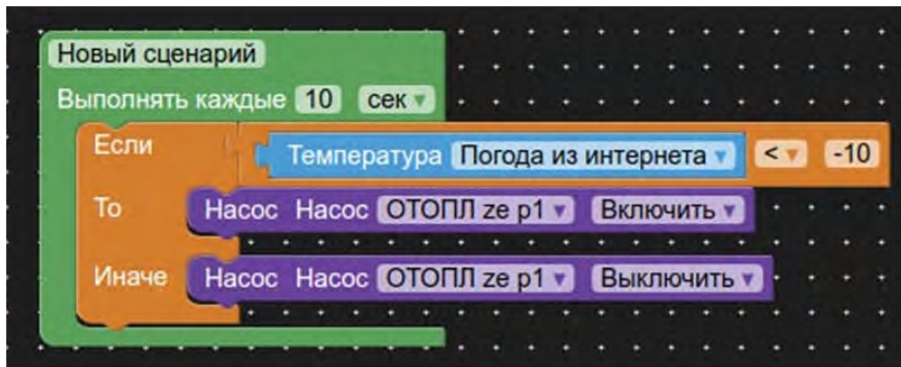 Новый сценарий
Выполнять каждые 10 сек
Если Температура Погода из интернета < -10
То Насос Насос ОТОПЛ ze p1 Включить
Иначе Насос Насос ОТОПЛ ze p1 Выключить